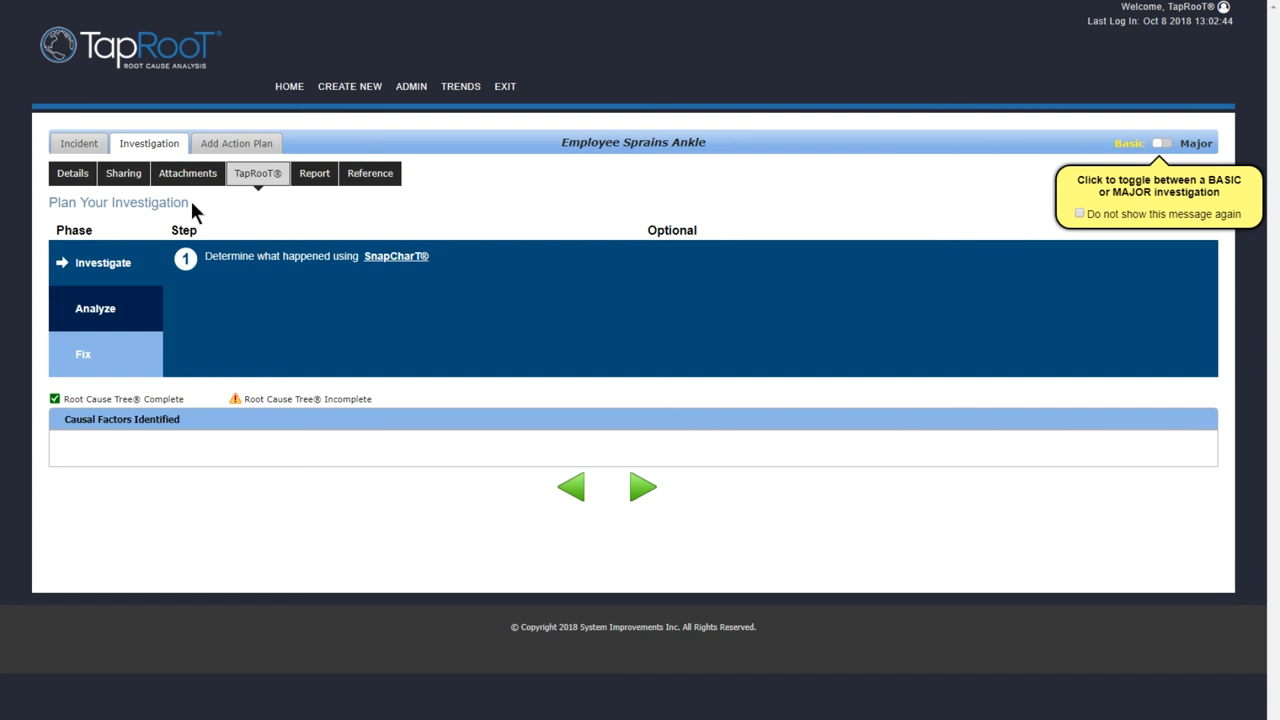 Welcome, TapRooT®
Last Log In: Oct 8 2018 13:02:44
TapRooT®
ROOT CAUSE ANALYSIS
HOME CREATE NEW ADMIN TRENDS EXIT
Incident Investigation Add Action Plan Employee Sprains Ankle Basic Major
Details Sharing Attachments TapRooT® Report Reference
Click to toggle between a BASIC
or MAJOR investigation
Do not show this message again
Plan Your Investigation
Phase Step Optional
Investigate 1 Determine what happened using SnapCharT®
Analyze
Fix
Root Cause Tree® Complete Root Cause Tree® Incomplete
Causal Factors Identified
© Copyright 2018 System Improvements Inc. All Rights Reserved.